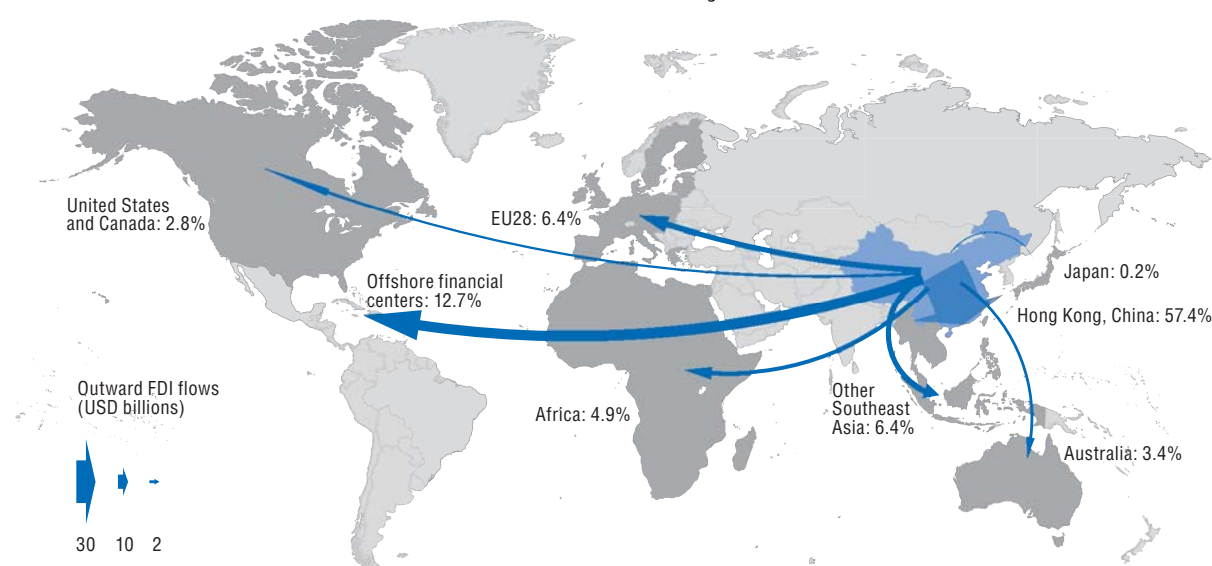 United States
and Canada: 2.8%
EU28: 6.4%
Offshore financial
centers: 12.7%
Japan: 0.2%
Hong Kong, China: 57.4%
Outward FDI flows
(USD billions)
Africa: 4.9%
Other
Southeast
Asia: 6.4%
Australia: 3.4%
30 10 2